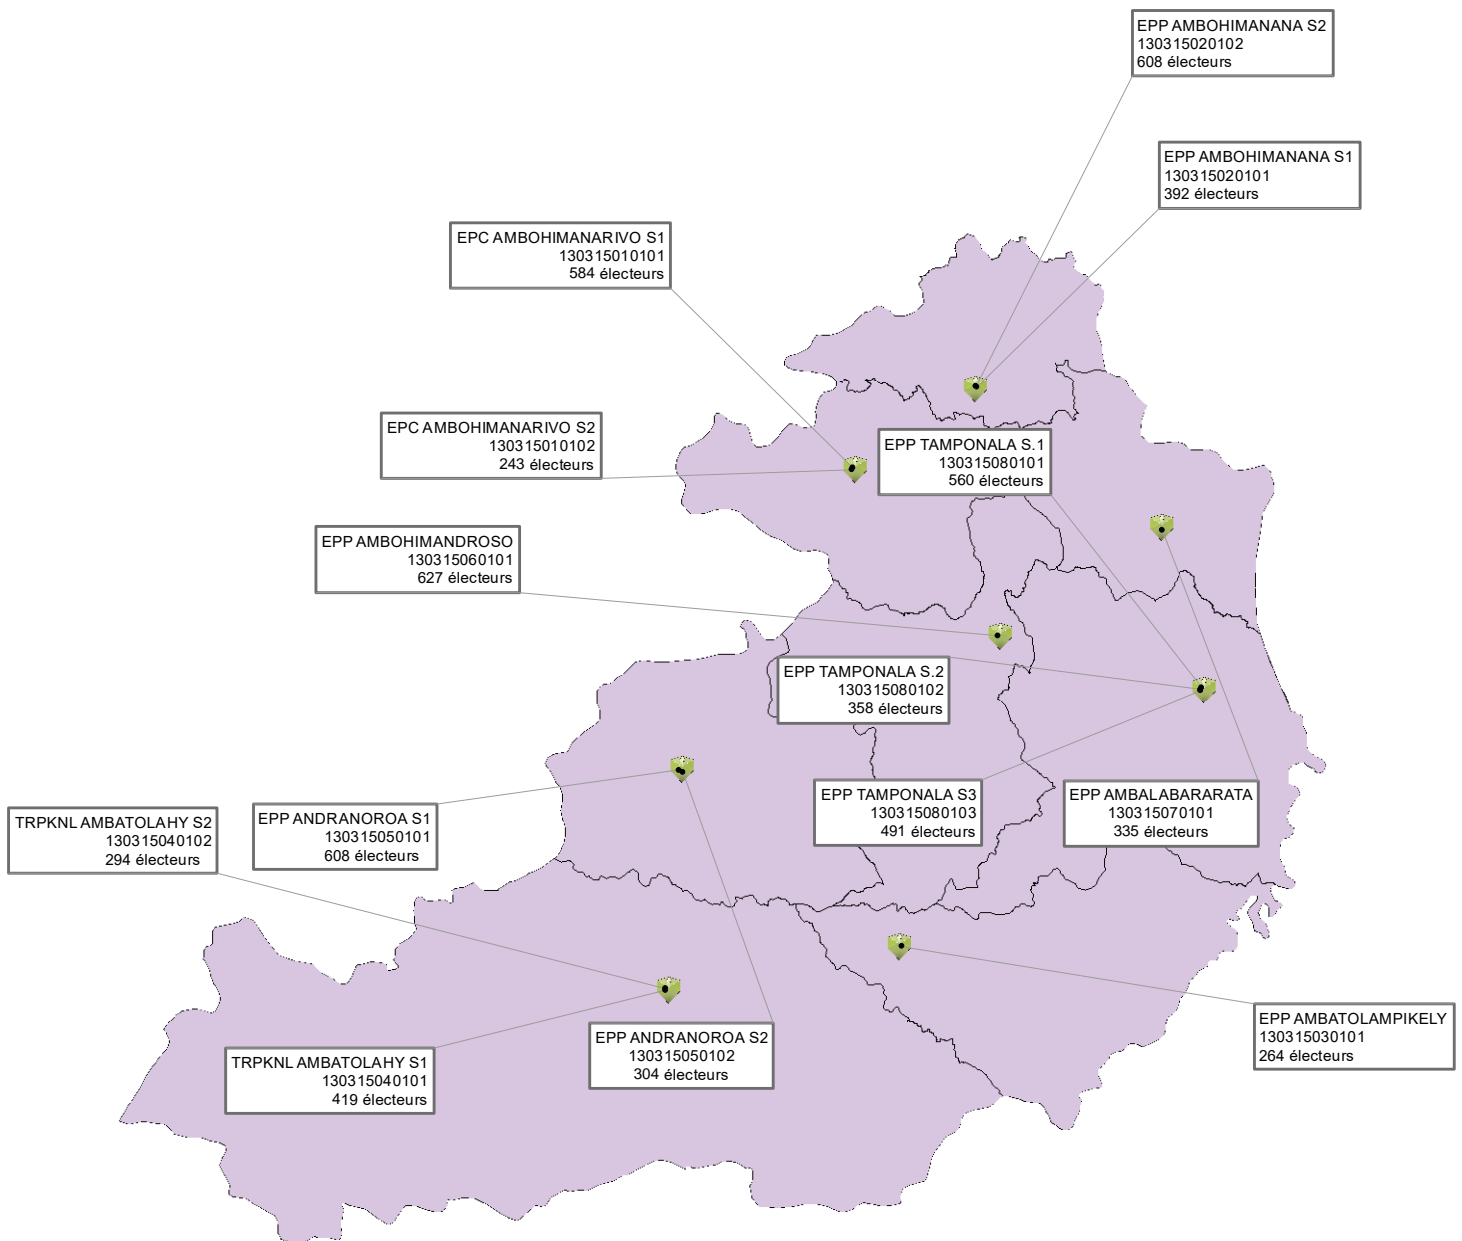 EPP AMBOHIMANANA S2
130315020102
608 électeurs
EPP AMBOHIMANANA S1
130315020101
392 électeurs
EPC AMBOHIMANARIVO S1
130315010101
584 électeurs
EPC AMBOHIMANARIVO S2
130315010102
243 électeurs
EPP TAMPONALA S.1
130315080101
560 électeurs
EPP AMBOHIMANDROSO
130315060101
627 électeurs
EPP TAMPONALA S.2
130315080102
358 électeurs
EPP TAMPONALA S3
130315080103
491 électeurs
EPP AMBALABARARATA
130315070101
335 électeurs
EPP ANDRANOROA S1
130315050101
608 électeurs
TRPKNL AMBATOLAHY S2
130315040102
294 électeurs
EPP AMBATOLAMPIKELY
130315030101
264 électeurs
EPP ANDRANOROA S2
130315050102
304 électeurs
TRPKNL AMBATOLAHY S1
130315040101
419 électeurs